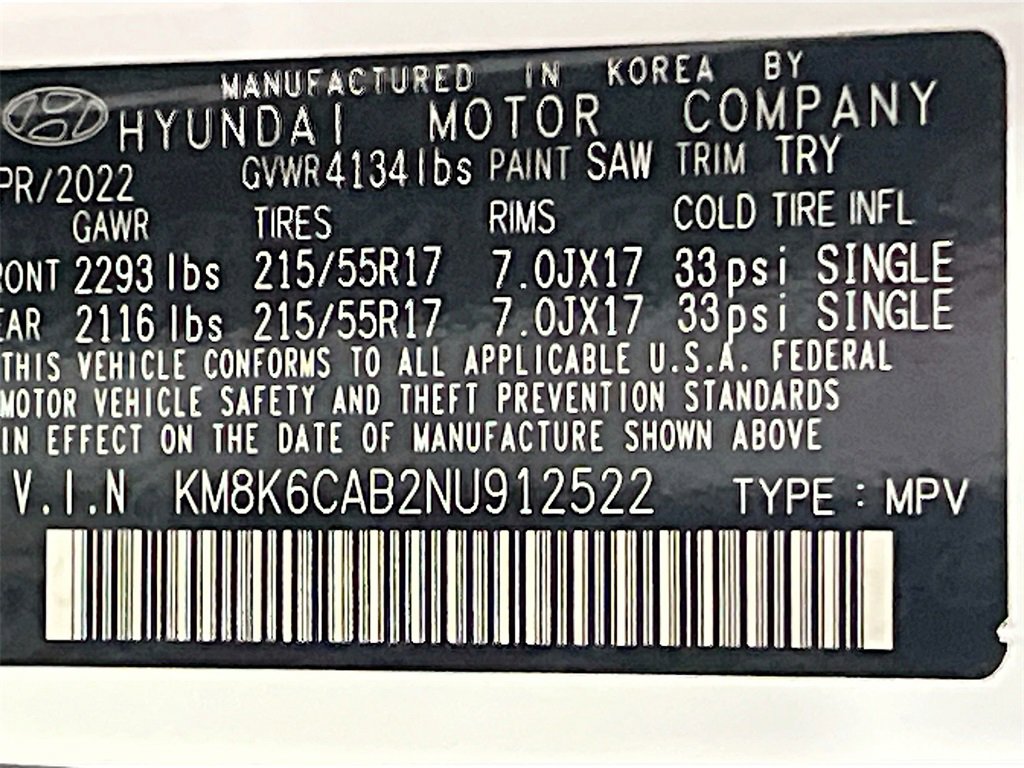 MANUFACTURED IN KOREA BY
HYUNDAI MOTOR COMPANY
PR/2022 GVWR 4134lbs PAINT SAW TRIM TRY
GAWR TIRES RIMS COLD TIRE INFL
RONT 2293 lbs 215/55R17 7.0JX17 33psi SINGLE
EAR 2116 lbs 215/55R17 7.0JX17 33psi SINGLE
THIS VEHICLE CONFORMS TO ALL APPLICABLE U.S.A. FEDERAL
MOTOR VEHICLE SAFETY AND THEFT PREVENTION STANDARDS
IN EFFECT ON THE DATE OF MANUFACTURE SHOWN ABOVE
V.I.N KM8K6CAB2NU912522 TYPE : MPV